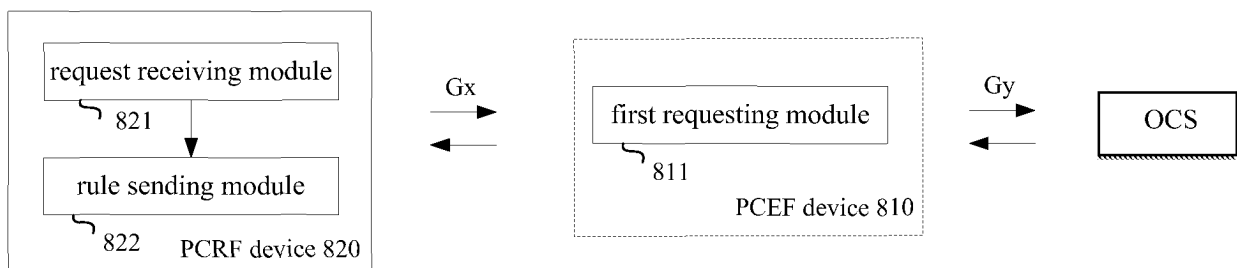 request receiving module
821
rule sending module
822
PCRF device 820
Gx
first requesting module
811
PCEF device 810
Gy
OCS